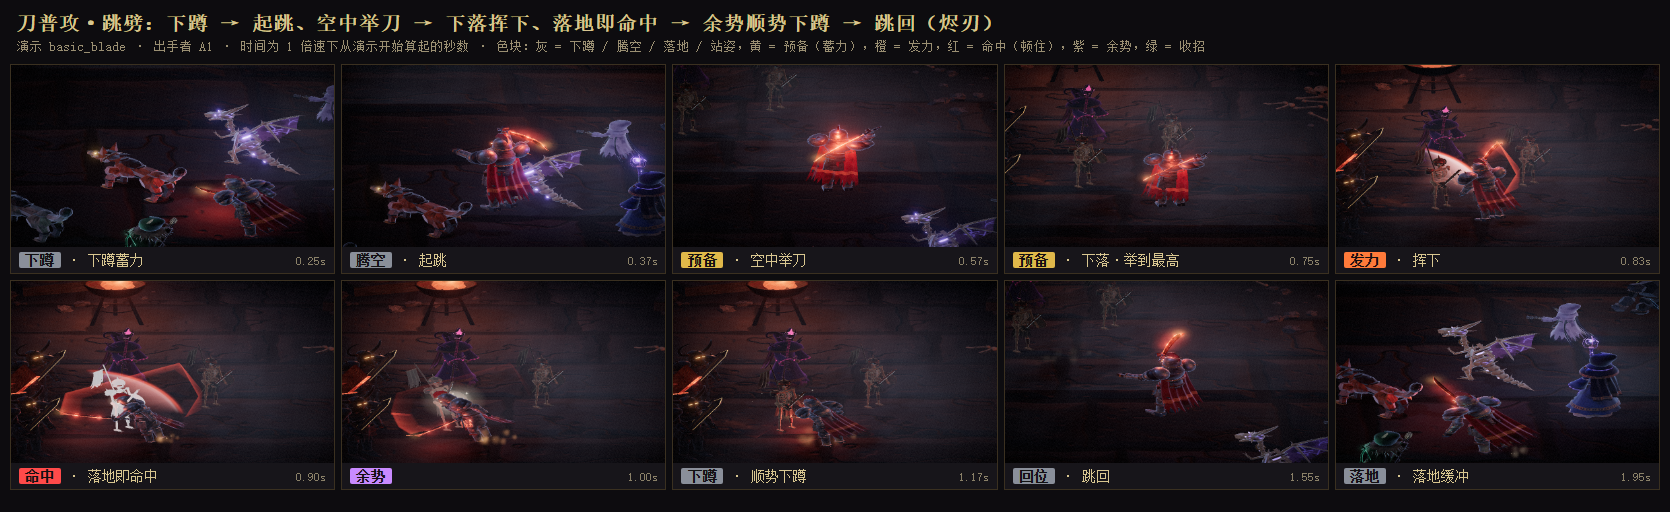 刀普攻·跳劈：下蹲 → 起跳、空中举刀 → 下落挥下、落地即命中 → 余势顺势下蹲 → 跳回（烬刃）
演示 basic_blade · 出手者 A1 · 时间为 1 倍速下从演示开始算起的秒数 · 色块：灰 = 下蹲 / 腾空 / 落地 / 站姿，黄 = 预备（蓄力），橙 = 发力，红 = 命中（顿住），紫 = 余势，绿 = 收招
下蹲 · 下蹲蓄力 0.25s
腾空 · 起跳 0.37s
预备 · 空中举刀 0.57s
预备 · 下落·举到最高 0.75s
发力 · 挥下 0.83s
命中 · 落地即命中 0.90s
余势 1.00s
下蹲 · 顺势下蹲 1.17s
回位 · 跳回 1.55s
落地 · 落地缓冲 1.95s